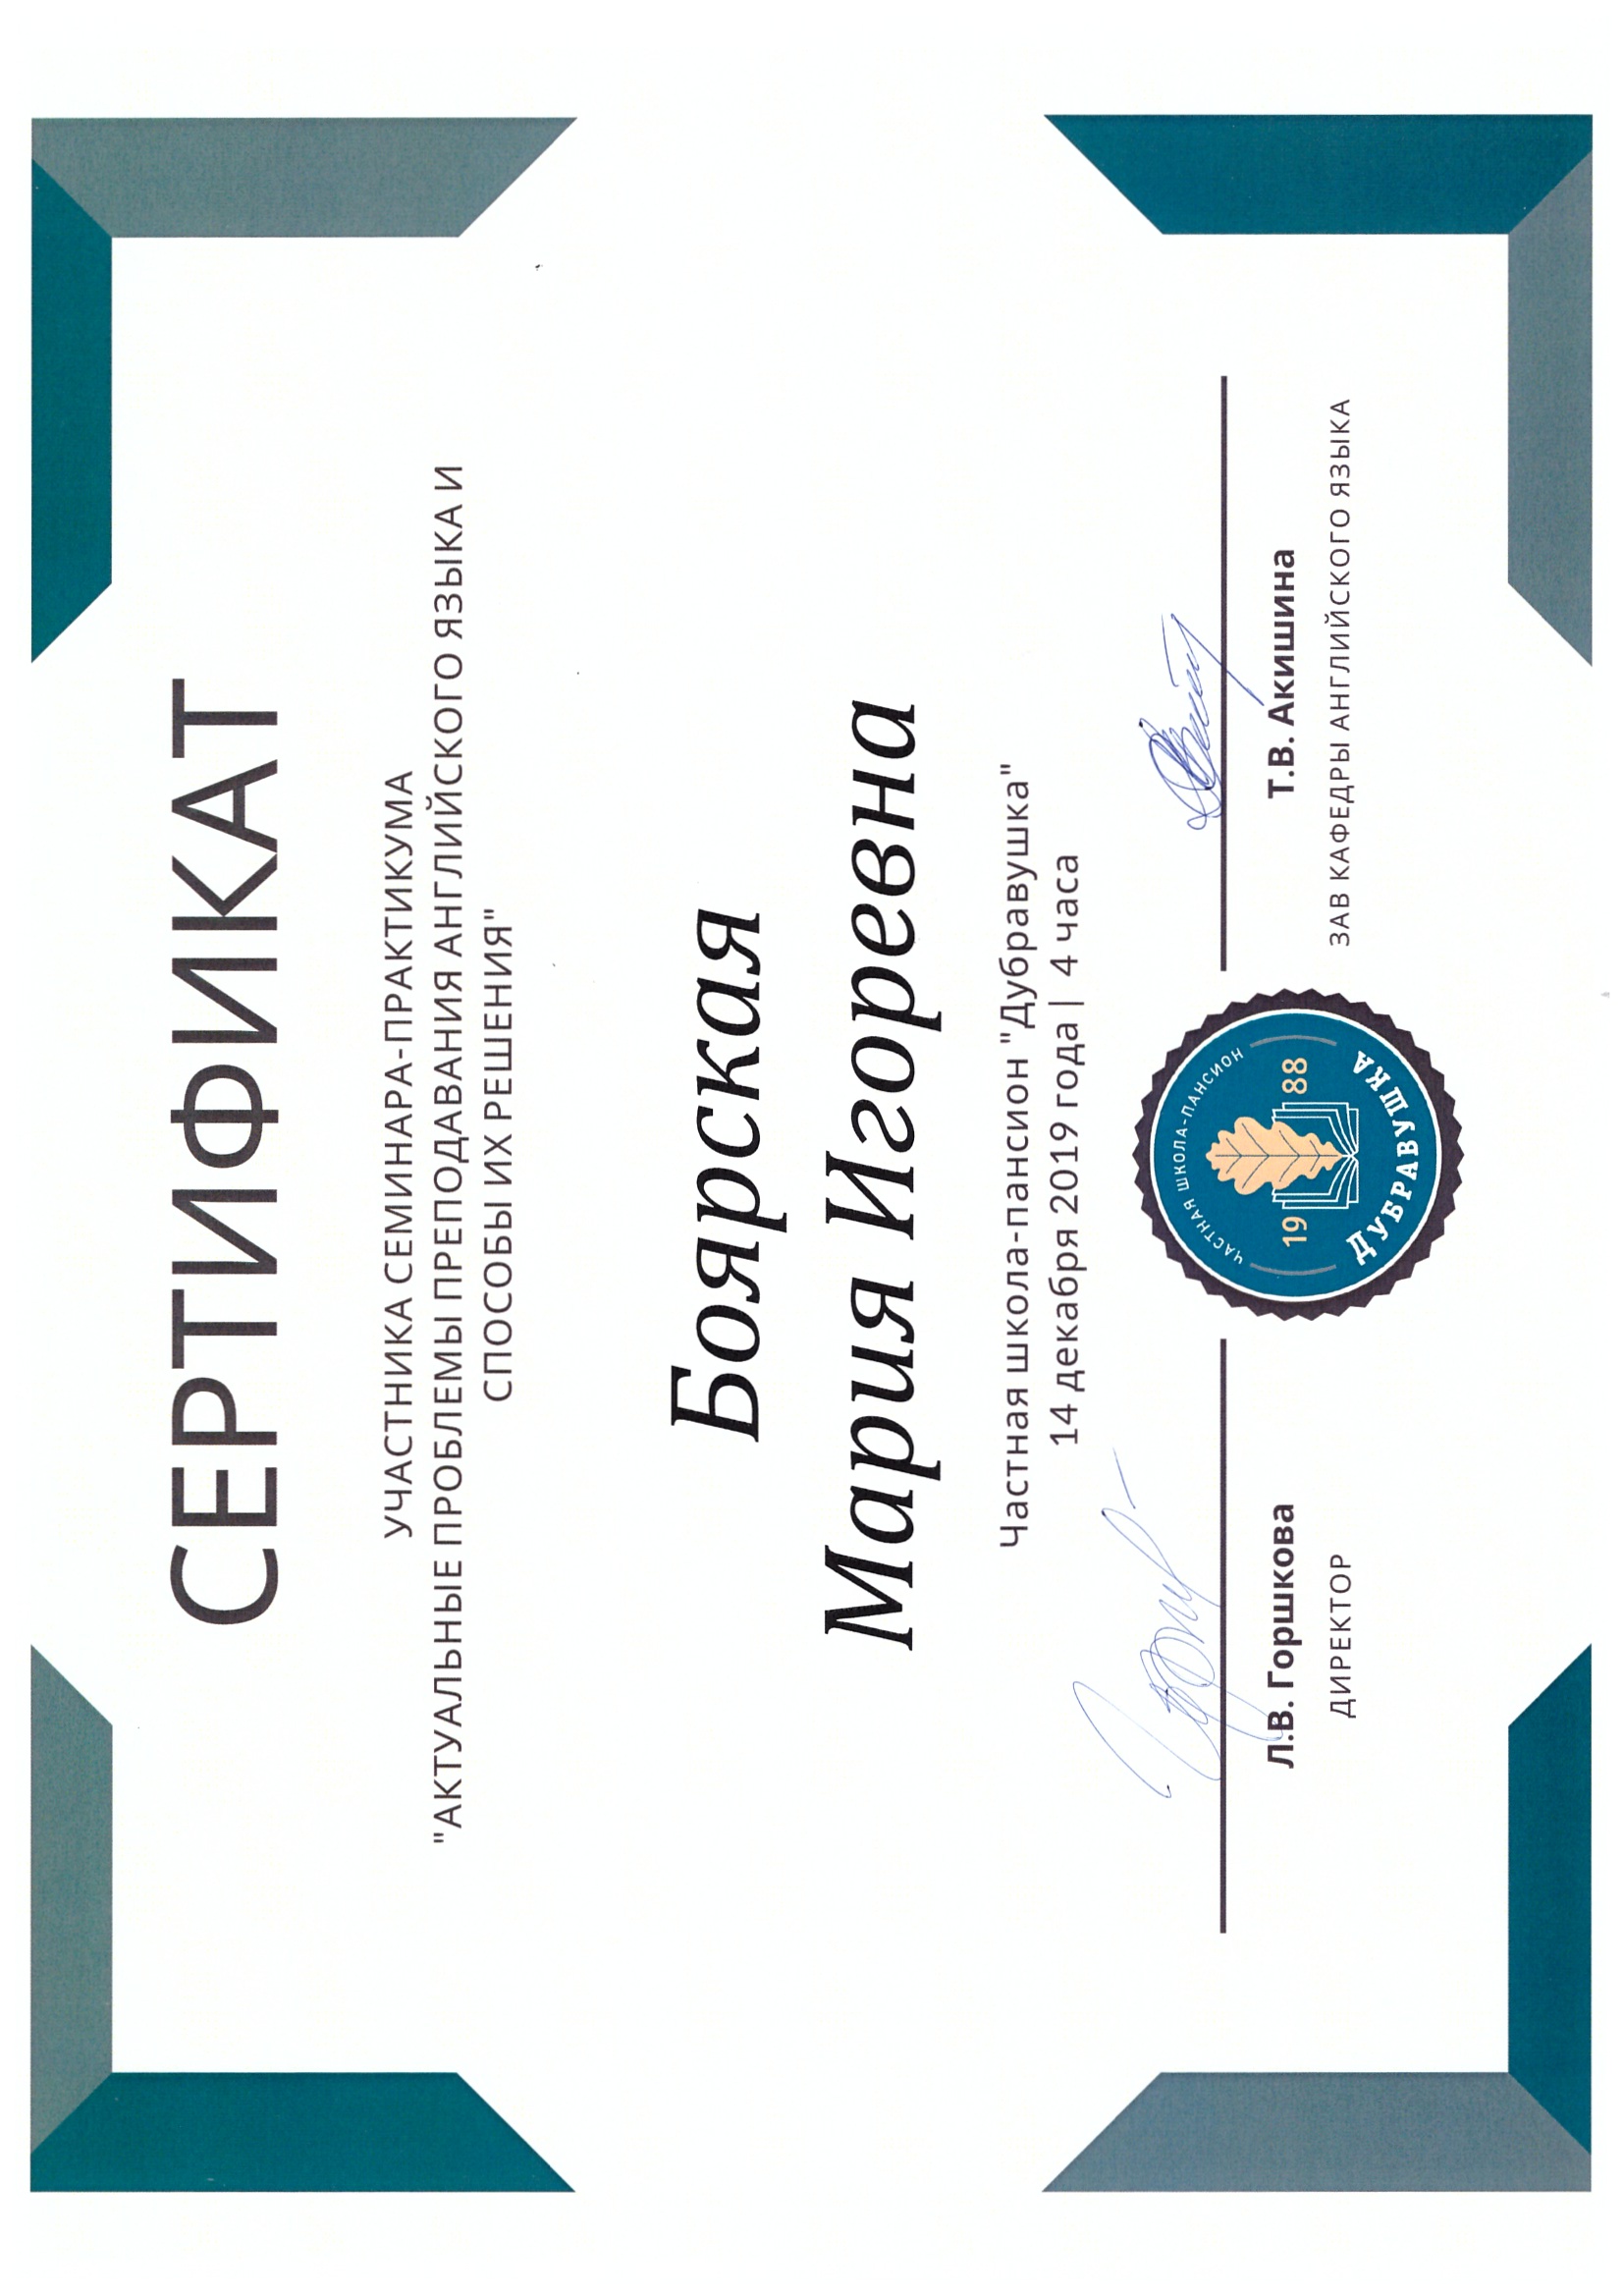 СЕРТИФИКАТ
УЧАСТНИКА СЕМИНАРА-ПРАКТИКУМА
"АКТУАЛЬНЫЕ ПРОБЛЕМЫ ПРЕПОДАВАНИЯ АНГЛИЙСКОГО ЯЗЫКА И
СПОСОБЫ ИХ РЕШЕНИЯ"
Боярская
Мария Игоревна
Частная школа-пансион "Дубравушка"
14 декабря 2019 года | 4 часа
Л.В. Горшкова
ДИРЕКТОР
ЧАСТНАЯ ШКОЛА-ПАНСИОН
19 88
ДУБРАВУШКА
Т.В. Акишина
ЗАВ КАФЕДРЫ АНГЛИЙСКОГО ЯЗЫКА